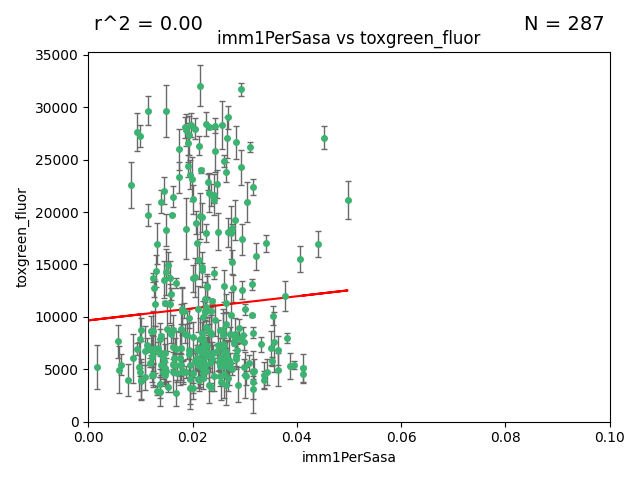 r^2 = 0.00
N = 287
imm1PerSasa vs toxgreen_fluor
35000
30000
25000
20000
15000
10000
5000
0
toxgreen_fluor
0.00
0.02
0.04
0.06
0.08
0.10
imm1PerSasa